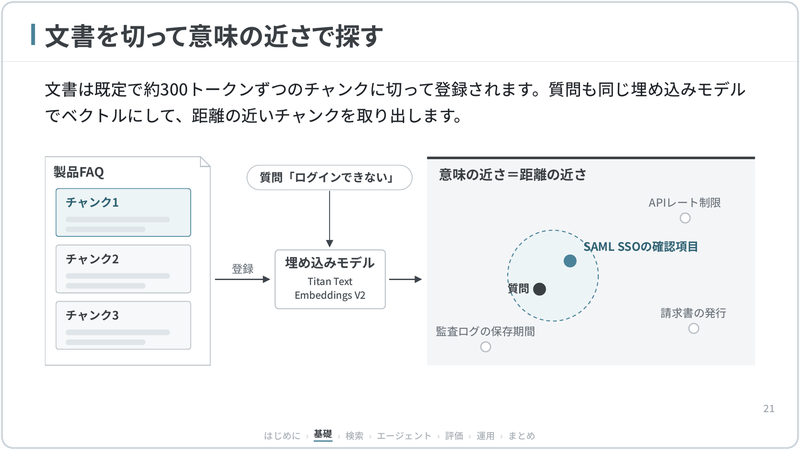 文書を切って意味の近さで探す
文書は既定で約300トークンずつのチャンクに切って登録されます。質問も同じ埋め込みモデル
でベクトルにして、距離の近いチャンクを取り出します。
製品FAQ
チャンク1
チャンク2
チャンク3
登録
質問「ログインできない」
埋め込みモデル
Titan Text
Embeddings V2
意味の近さ＝距離の近さ
APIレート制限
SAML SSOの確認項目
質問
請求書の発行
監査ログの保存期間
21
はじめに › 基礎 › 検索 › エージェント › 評価 › 運用 › まとめ